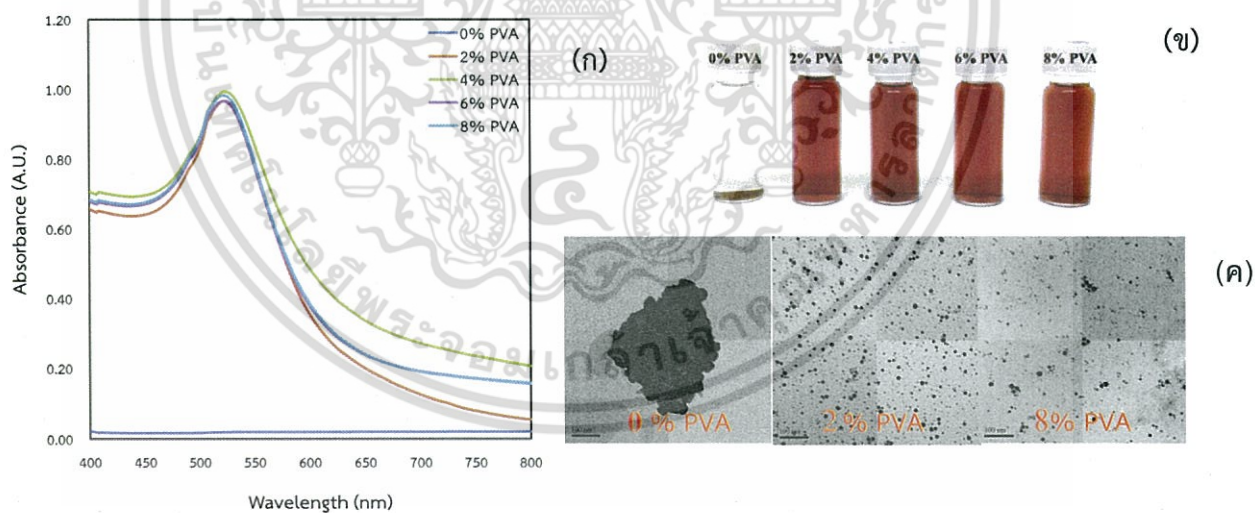 1.20
1.00
0.80
0.60
0.40
0.20
0.00
Absorbance (A.U.)
400 450 500 550 600 650 700 750 800
Wavelength (nm)
0% PVA
2% PVA
4% PVA
6% PVA
8% PVA
(ก)
0% PVA 2% PVA 4% PVA 6% PVA 8% PVA
(ข)
0 % PVA 2 % PVA 8% PVA
100 nm
(ค)